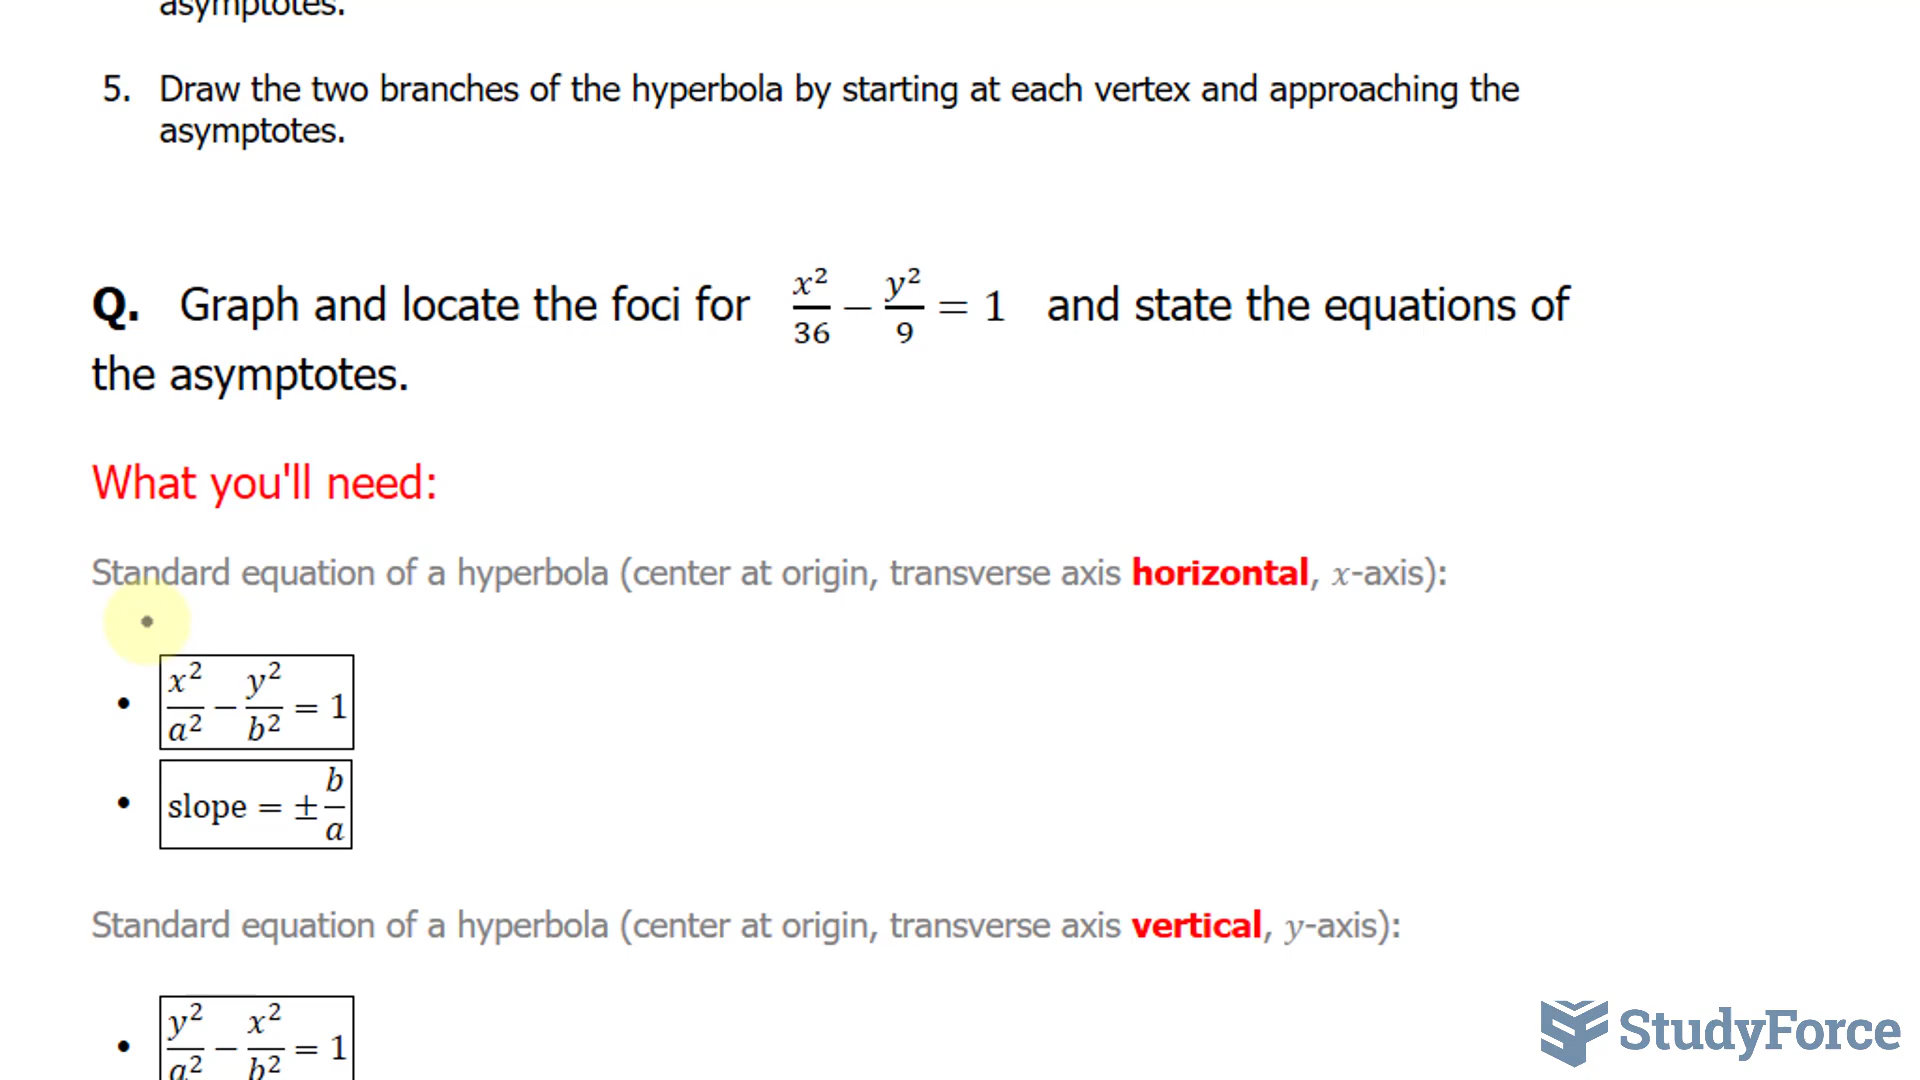 asymptotes.
5. Draw the two branches of the hyperbola by starting at each vertex and approaching the
asymptotes.
Q. Graph and locate the foci for x²/36 − y²/9 = 1 and state the equations of
the asymptotes.
What you'll need:
Standard equation of a hyperbola (center at origin, transverse axis horizontal, x-axis):
• x²/a² − y²/b² = 1
• slope = ± b/a
Standard equation of a hyperbola (center at origin, transverse axis vertical, y-axis):
• y²/a² − x²/b² = 1
StudyForce